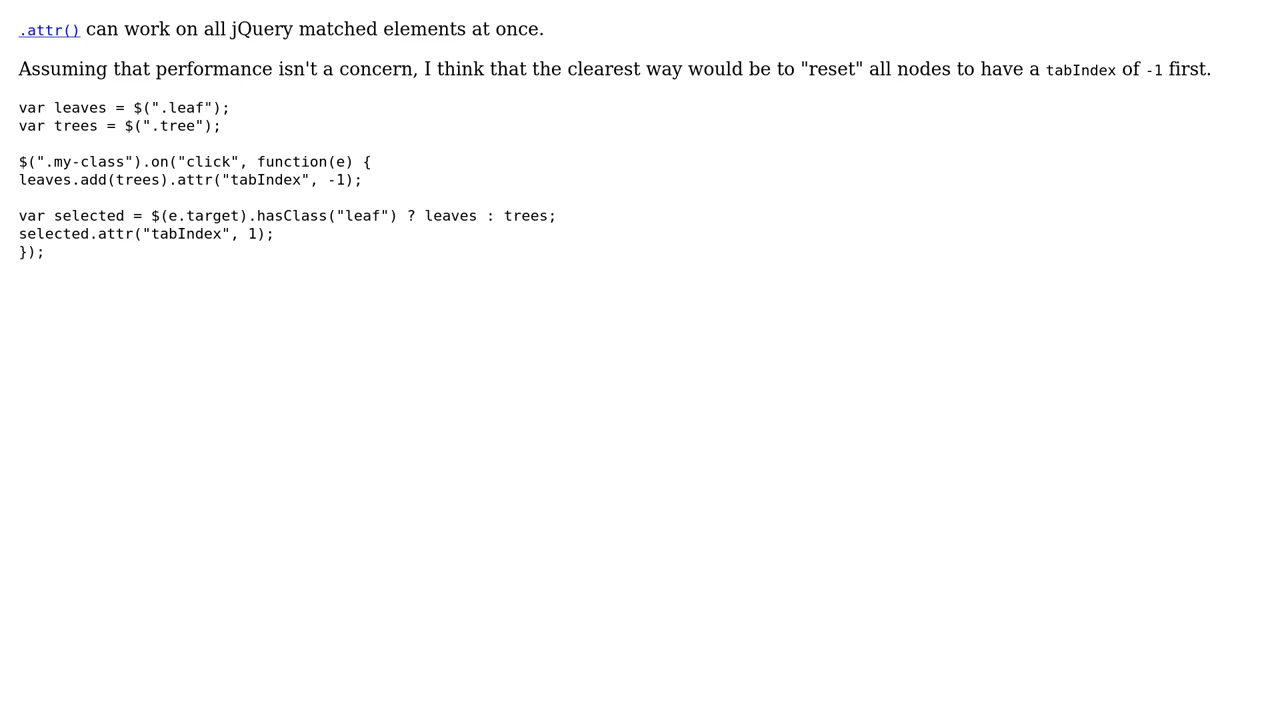 .attr() can work on all jQuery matched elements at once.
Assuming that performance isn't a concern, I think that the clearest way would be to "reset" all nodes to have a tabIndex of -1 first.
var leaves = $(".leaf");
var trees = $(".tree");
$(".my-class").on("click", function(e) {
leaves.add(trees).attr("tabIndex", -1);
var selected = $(e.target).hasClass("leaf") ? leaves : trees;
selected.attr("tabIndex", 1);
});